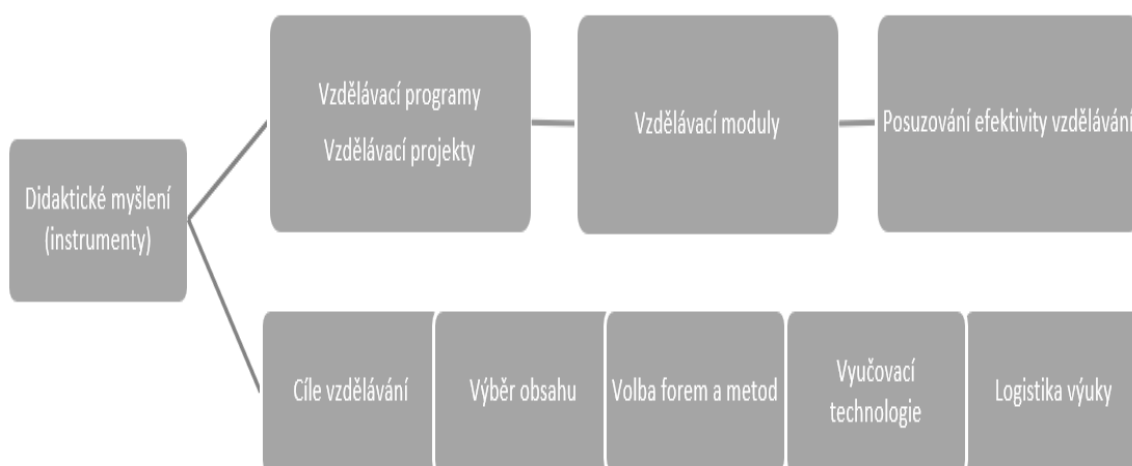 Vzdělávací programy
Vzdělávací projekty
Vzdělávací moduly
Posuzování efektivity vzdělávání
Didaktické myšlení
(instrumenty)
Cíle vzdělávání
Výběr obsahu
Volba forem a metod
Vyučovací
technologie
Logistika výuky